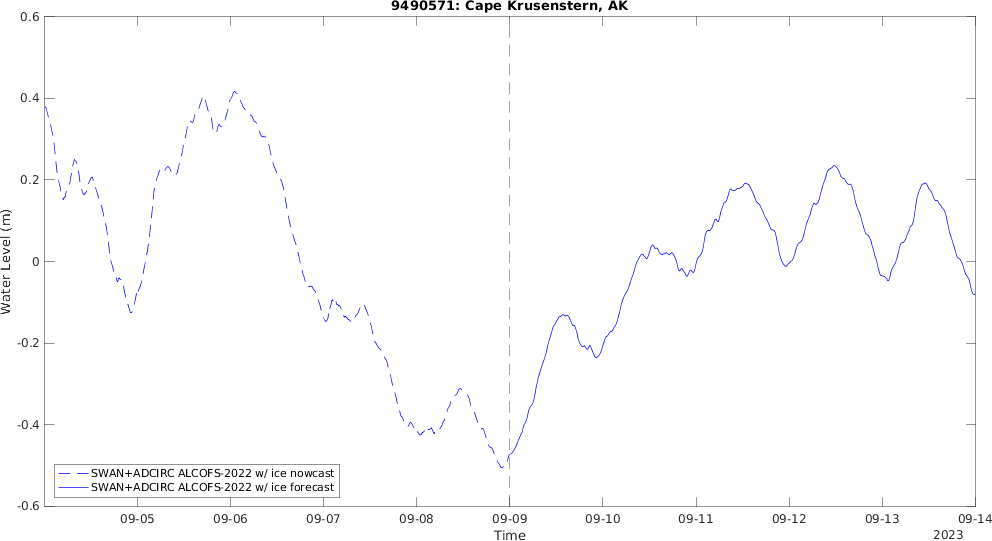 9490571: Cape Krusenstern, AK
0.6
0.4
0.2
0
-0.2
-0.4
-0.6
Water Level (m)
SWAN+ADCIRC ALCOFS-2022 w/ ice nowcast
SWAN+ADCIRC ALCOFS-2022 w/ ice forecast
09-05 09-06 09-07 09-08 09-09 09-10 09-11 09-12 09-13 09-14
Time
2023